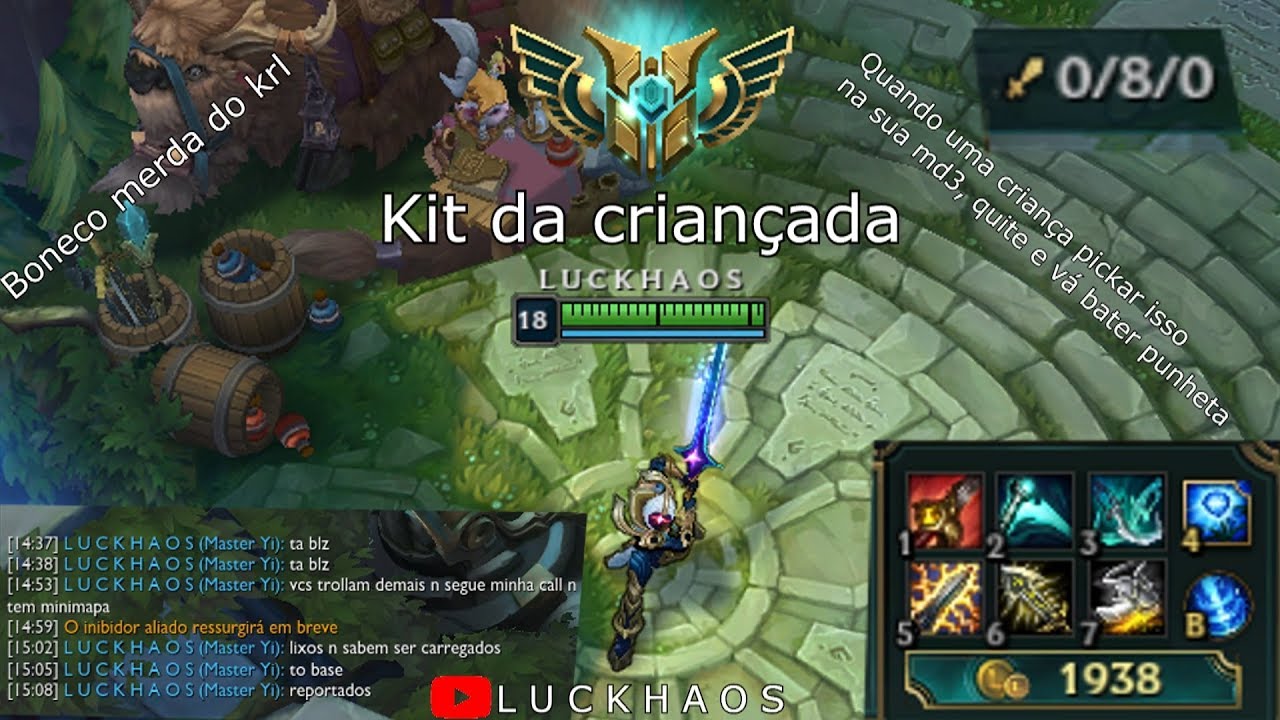 Boneco merda do krl
Quando uma criança pickar isso
na sua md3, quite e vá bater punheta
0/8/0
Kit da criançada
LUCKHAOS
18
[14:37] L U C K H A O S (Master Yi): ta blz
[14:38] L U C K H A O S (Master Yi): ta blz
[14:53] L U C K H A O S (Master Yi): vcs trollam demais n segue minha call n
tem minimapa
[14:59] O inibidor aliado ressurgirá em breve
[15:02] L U C K H A O S (Master Yi): lixos n sabem ser carregados
[15:05] L U C K H A O S (Master Yi): to base
[15:08] L U C K H A O S (Master Yi): reportados
1 2 3 4
5 6 7 B
1938
L U C K H A O S